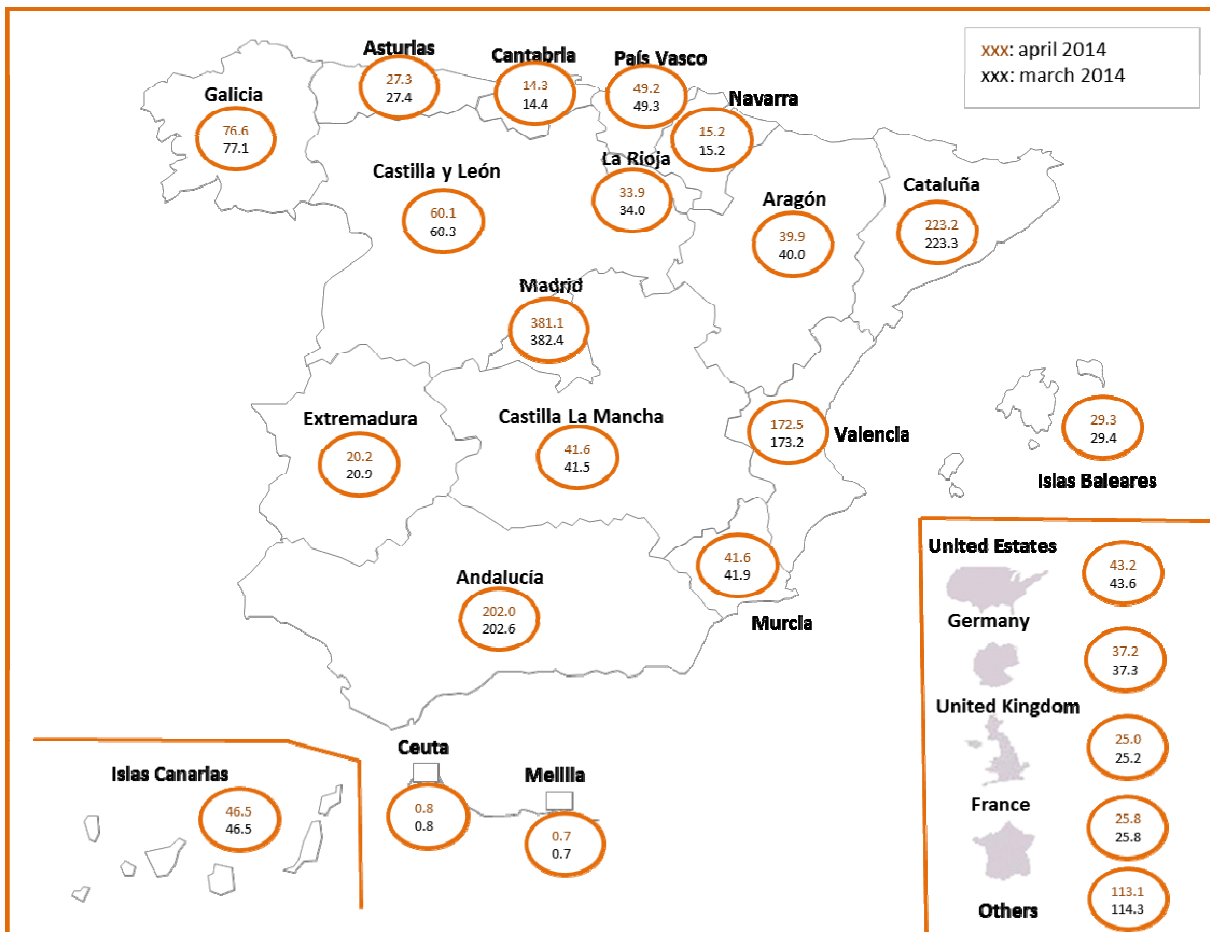 xxx: april 2014
xxx: march 2014
Asturias
27.3
27.4
Cantabria
14.3
14.4
País Vasco
49.2
49.3
Galicia
76.6
77.1
Navarra
15.2
15.2
Castilla y León
60.1
60.3
La Rioja
33.9
34.0
Aragón
39.9
40.0
Cataluña
223.2
223.3
Madrid
381.1
382.4
Extremadura
20.2
20.9
Castilla La Mancha
41.6
41.5
172.5
173.2
Valencia
29.3
29.4
Islas Baleares
41.6
41.9
Murcia
Andalucía
202.0
202.6
United Estates
43.2
43.6
Germany
37.2
37.3
United Kingdom
25.0
25.2
France
25.8
25.8
Others
113.1
114.3
Islas Canarias
46.5
46.5
Ceuta
0.8
0.8
Melilla
0.7
0.7